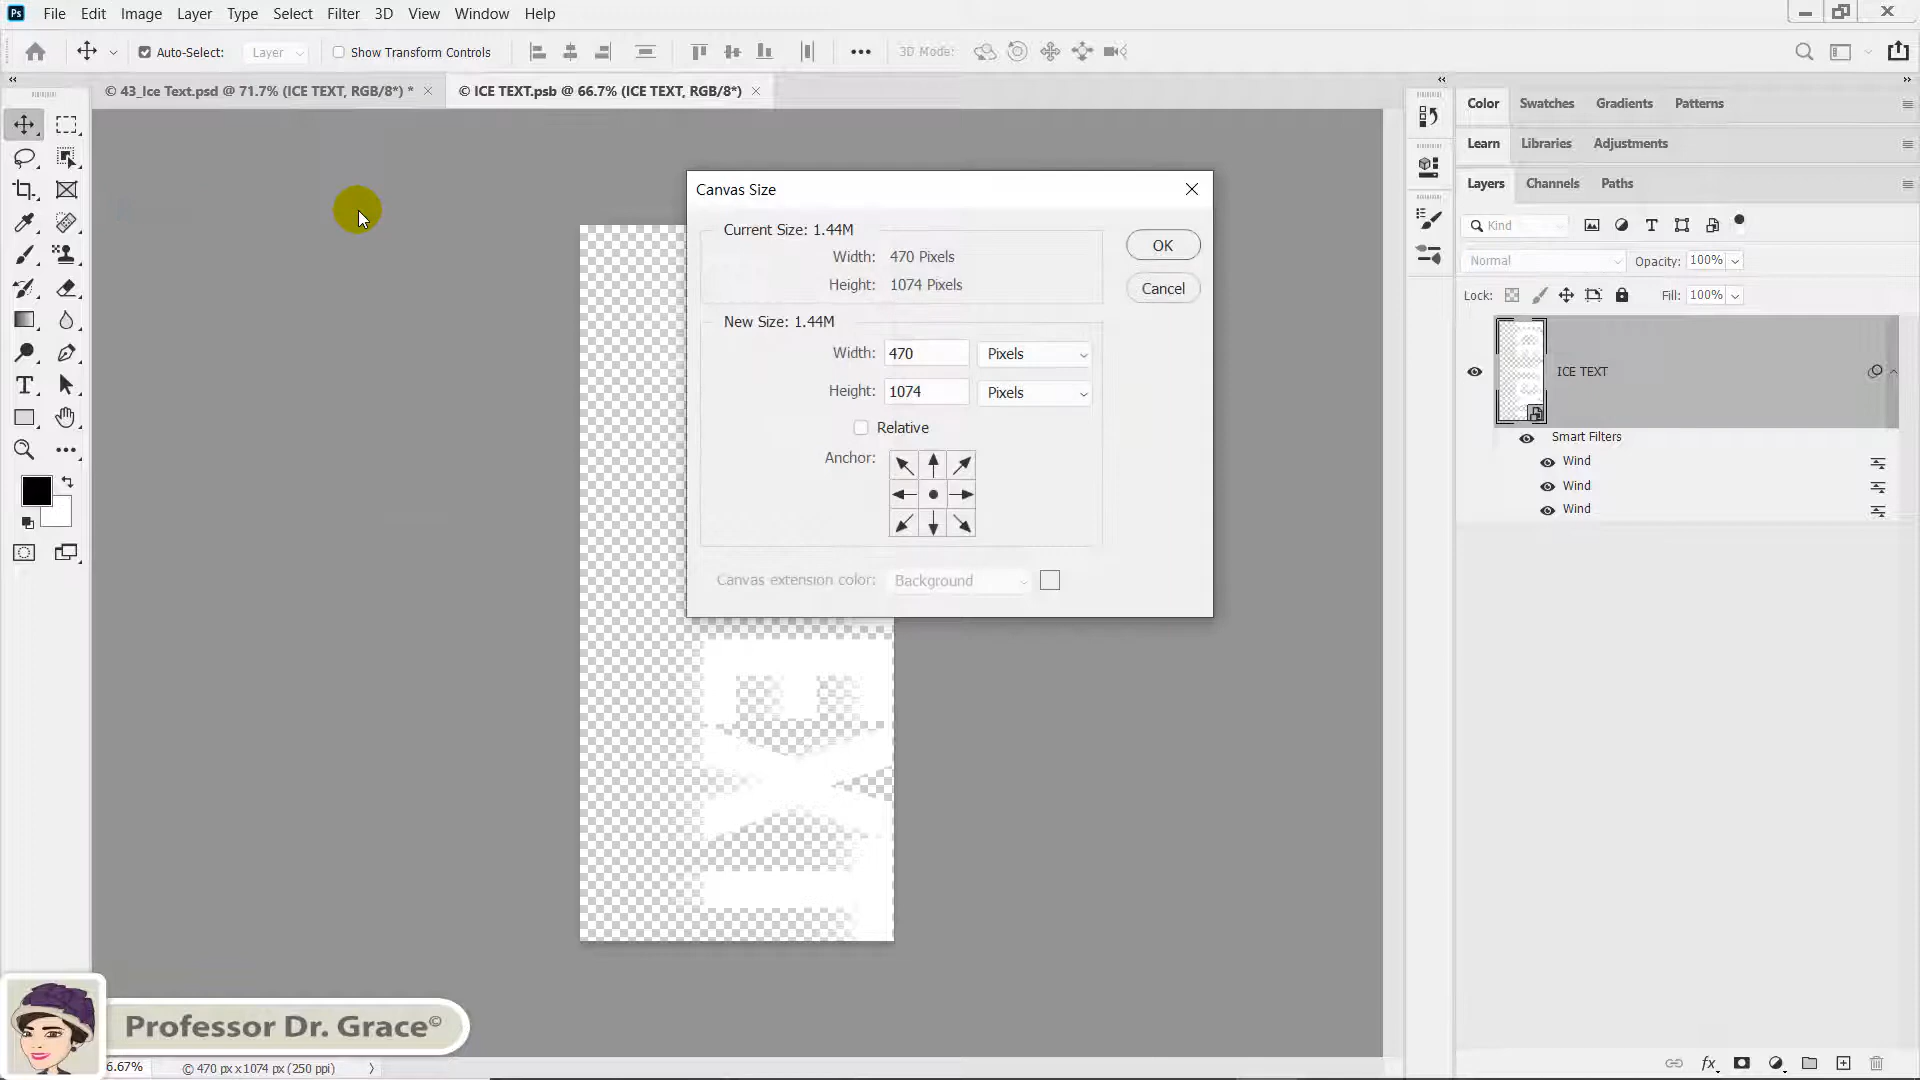 Ps File Edit Image Layer Type Select Filter 3D View Window Help
Auto-Select: Layer Show Transform Controls 3D Mode:
© 43_Ice Text.psd @ 71.7% (ICE TEXT, RGB/8*) *
© ICE TEXT.psb @ 66.7% (ICE TEXT, RGB/8*)
Color Swatches Gradients Patterns
Learn Libraries Adjustments
Layers Channels Paths
Kind
Normal Opacity: 100%
Lock: Fill: 100%
ICE TEXT
Smart Filters
Wind
Wind
Wind
Canvas Size
Current Size: 1.44M
Width: 470 Pixels
Height: 1074 Pixels
OK
Cancel
New Size: 1.44M
Width: 470 Pixels
Height: 1074 Pixels
Relative
Anchor:
Canvas extension color: Background
Professor Dr. Grace©
6.67% © 470 px x 1074 px (250 ppi)
fx